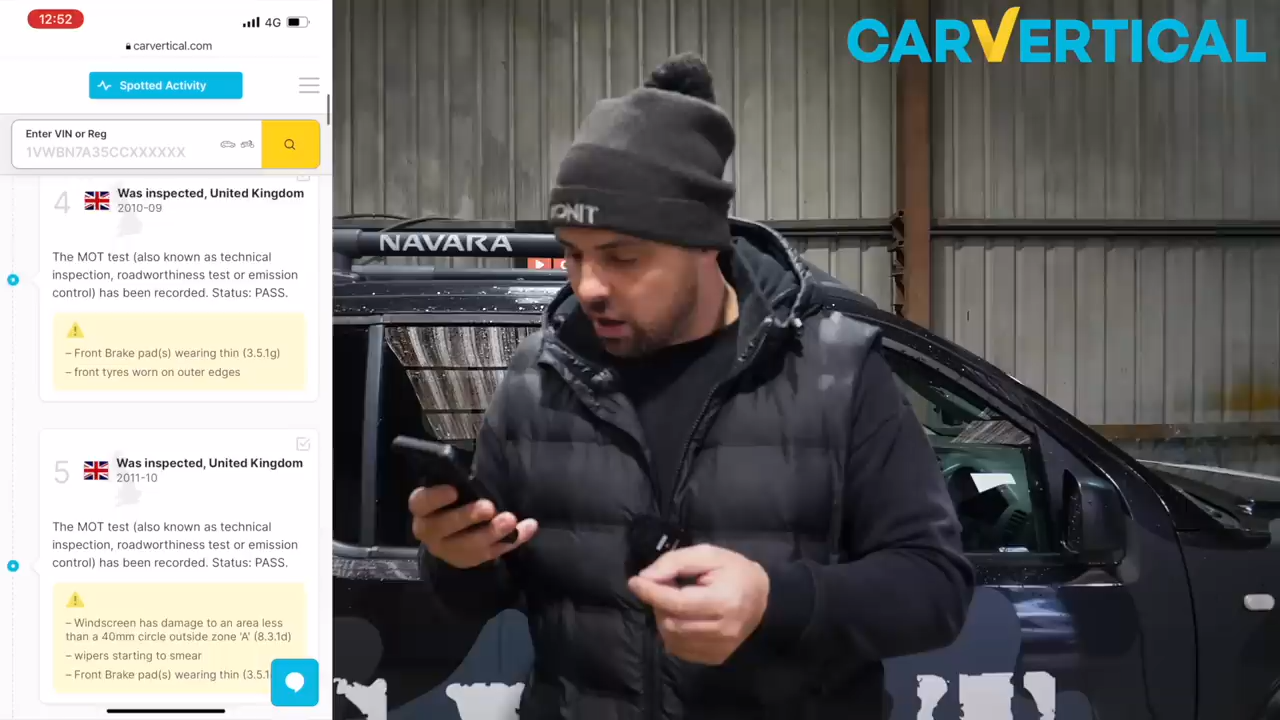 12:52
4G
carvertical.com
Spotted Activity
Enter VIN or Reg
1VWBN7A35CCXXXXXX
4
Was inspected, United Kingdom
2010-09
The MOT test (also known as technical
inspection, roadworthiness test or emission
control) has been recorded. Status: PASS.
– Front Brake pad(s) wearing thin (3.5.1g)
– front tyres worn on outer edges
5
Was inspected, United Kingdom
2011-10
The MOT test (also known as technical
inspection, roadworthiness test or emission
control) has been recorded. Status: PASS.
– Windscreen has damage to an area less
than a 40mm circle outside zone 'A' (8.3.1d)
– wipers starting to smear
– Front Brake pad(s) wearing thin (3.5.1
CARVERTICAL
NAVARA